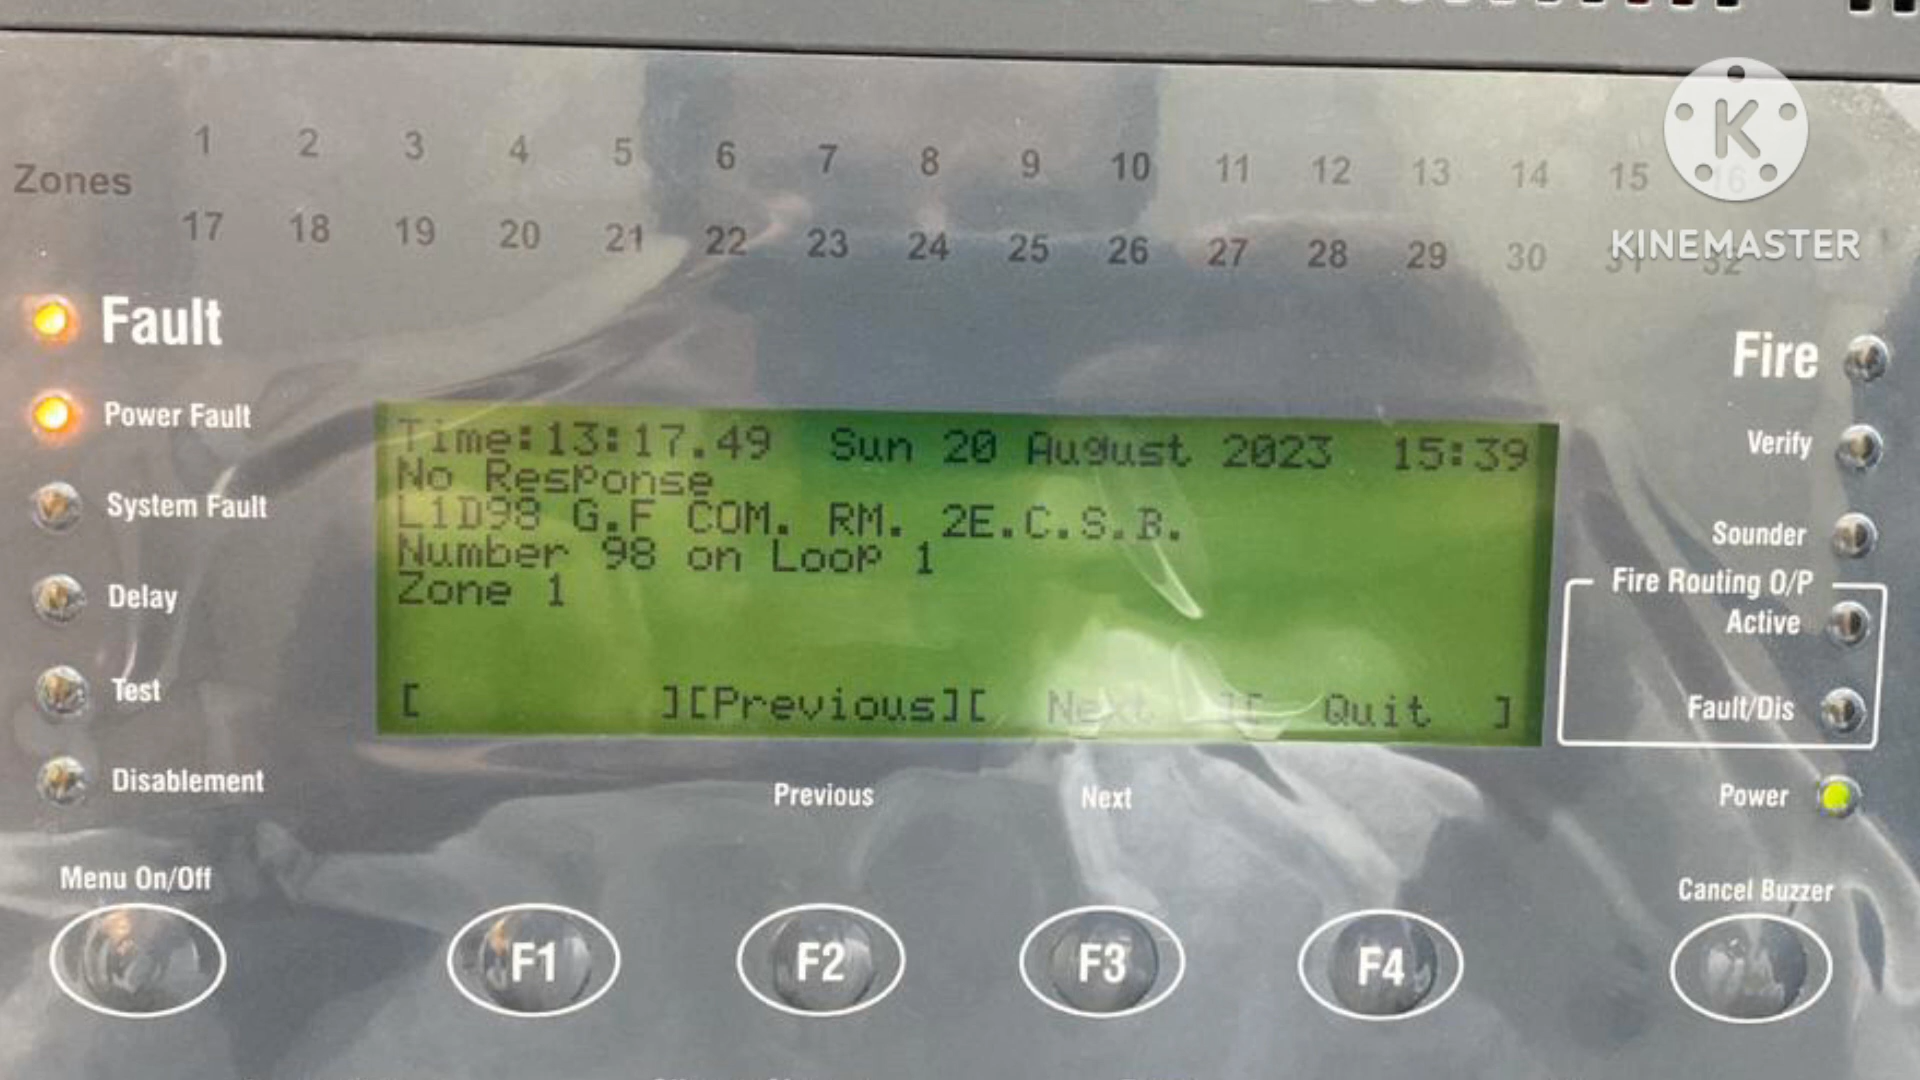 Zones
1 2 3 4 5 6 7 8 9 10 11 12 13 14 15 16
17 18 19 20 21 22 23 24 25 26 27 28 29 30 31 32
K
KINEMASTER
Fault
Power Fault
System Fault
Delay
Test
Disablement
Time:13:17.49 Sun 20 August 2023 15:39
No Response
L1D98 G.F COM. RM. 2E.C.S.B.
Number 98 on Loop 1
Zone 1
[ ][Previous][ Next ][ Quit ]
Fire
Verify
Sounder
Fire Routing O/P
Active
Fault/Dis
Power
Previous
Next
Menu On/Off
F1
F2
F3
F4
Cancel Buzzer